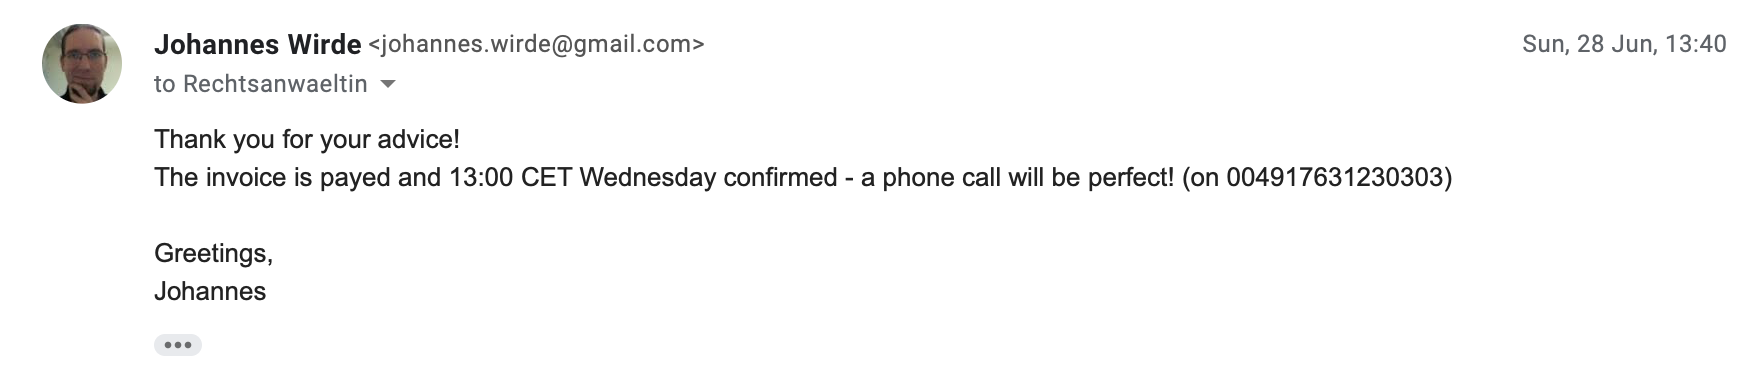 Johannes Wirde <johannes.wirde@gmail.com>
Sun, 28 Jun, 13:40
to Rechtsanwaeltin
Thank you for your advice!
The invoice is payed and 13:00 CET Wednesday confirmed - a phone call will be perfect! (on 004917631230303)
Greetings,
Johannes